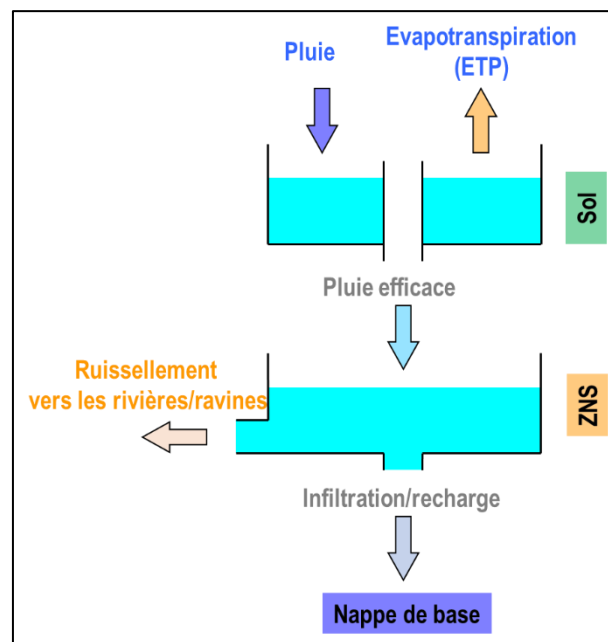 Pluie
Evapotranspiration
(ETP)
Sol
Pluie efficace
Ruissellement
vers les rivières/ravines
ZNS
Infiltration/recharge
Nappe de base